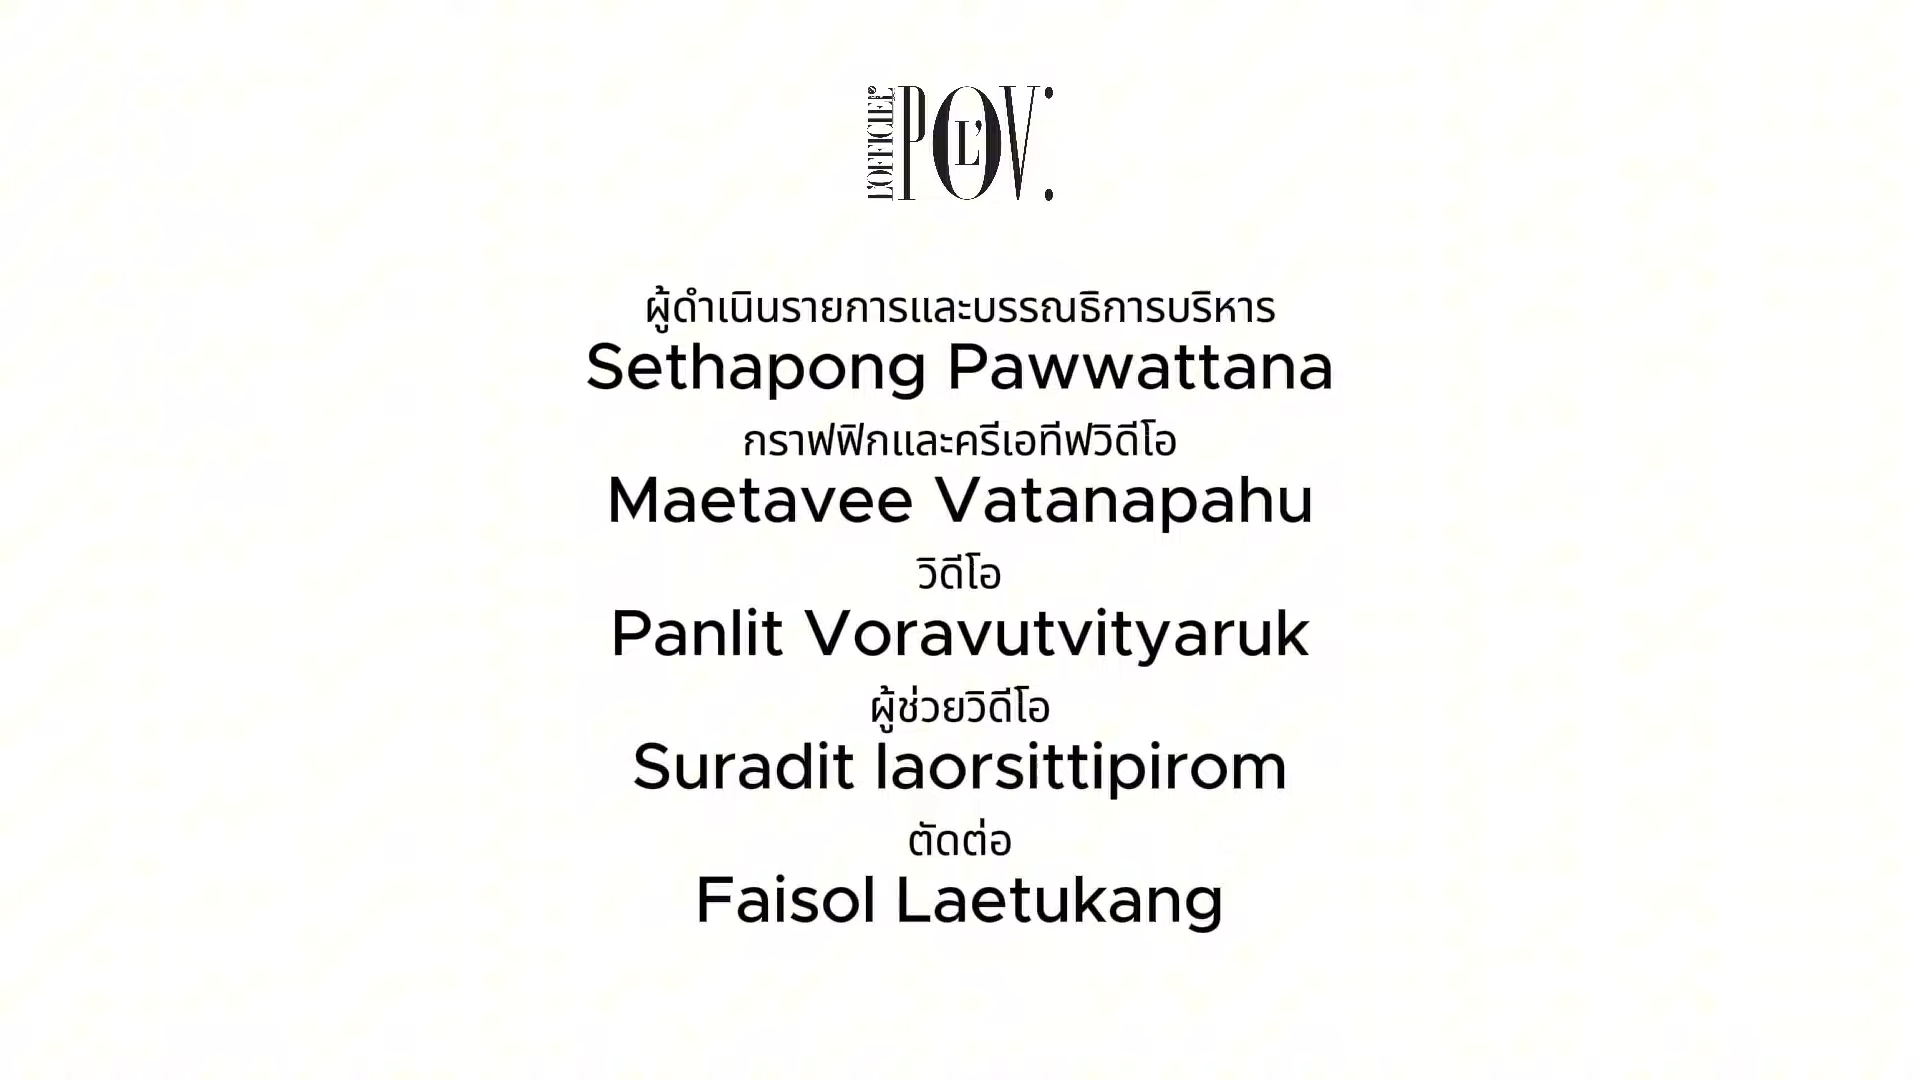 L'OFFICIEL
POV:
L'
ผู้ดำเนินรายการและบรรณธิการบริหาร
Sethapong Pawwattana
กราฟฟิกและครีเอทีฟวิดีโอ
Maetavee Vatanapahu
วิดีโอ
Panlit Voravutvityaruk
ผู้ช่วยวิดีโอ
Suradit laorsittipirom
ตัดต่อ
Faisol Laetukang